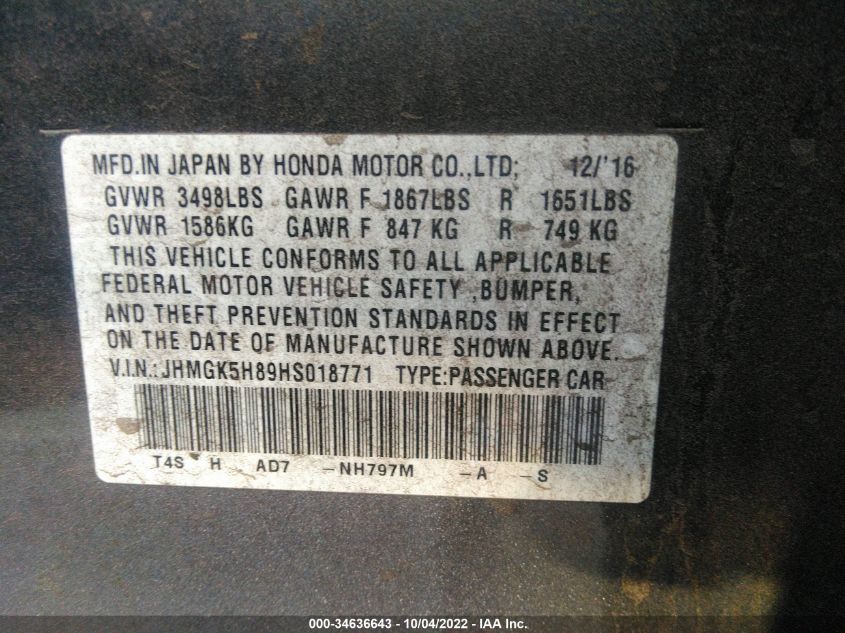 MFD.IN JAPAN BY HONDA MOTOR CO.,LTD; 12/'16
GVWR 3498LBS GAWR F 1867LBS R 1651LBS
GVWR 1586KG GAWR F 847 KG R 749 KG
THIS VEHICLE CONFORMS TO ALL APPLICABLE
FEDERAL MOTOR VEHICLE SAFETY ,BUMPER,
AND THEFT PREVENTION STANDARDS IN EFFECT
ON THE DATE OF MANUFACTURE SHOWN ABOVE.
V.I.N.:JHMGK5H89HS018771 TYPE:PASSENGER CAR
T4S H AD7 -NH797M -A -S
000-34636643 - 10/04/2022 - Copyright © 2022 IAA, Inc.